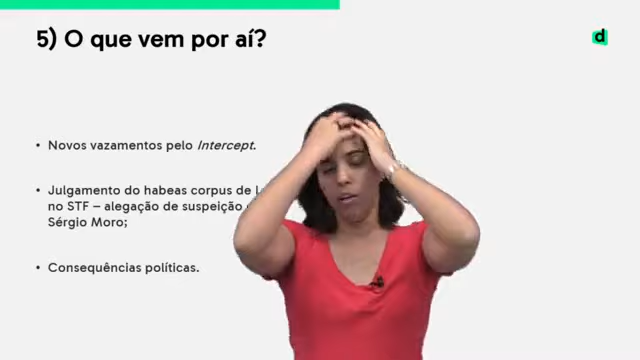 5) O que vem por aí?
d
• Novos vazamentos pelo Intercept.
• Julgamento do habeas corpus de
no STF – alegação de suspeição
Sérgio Moro;
• Consequências políticas.